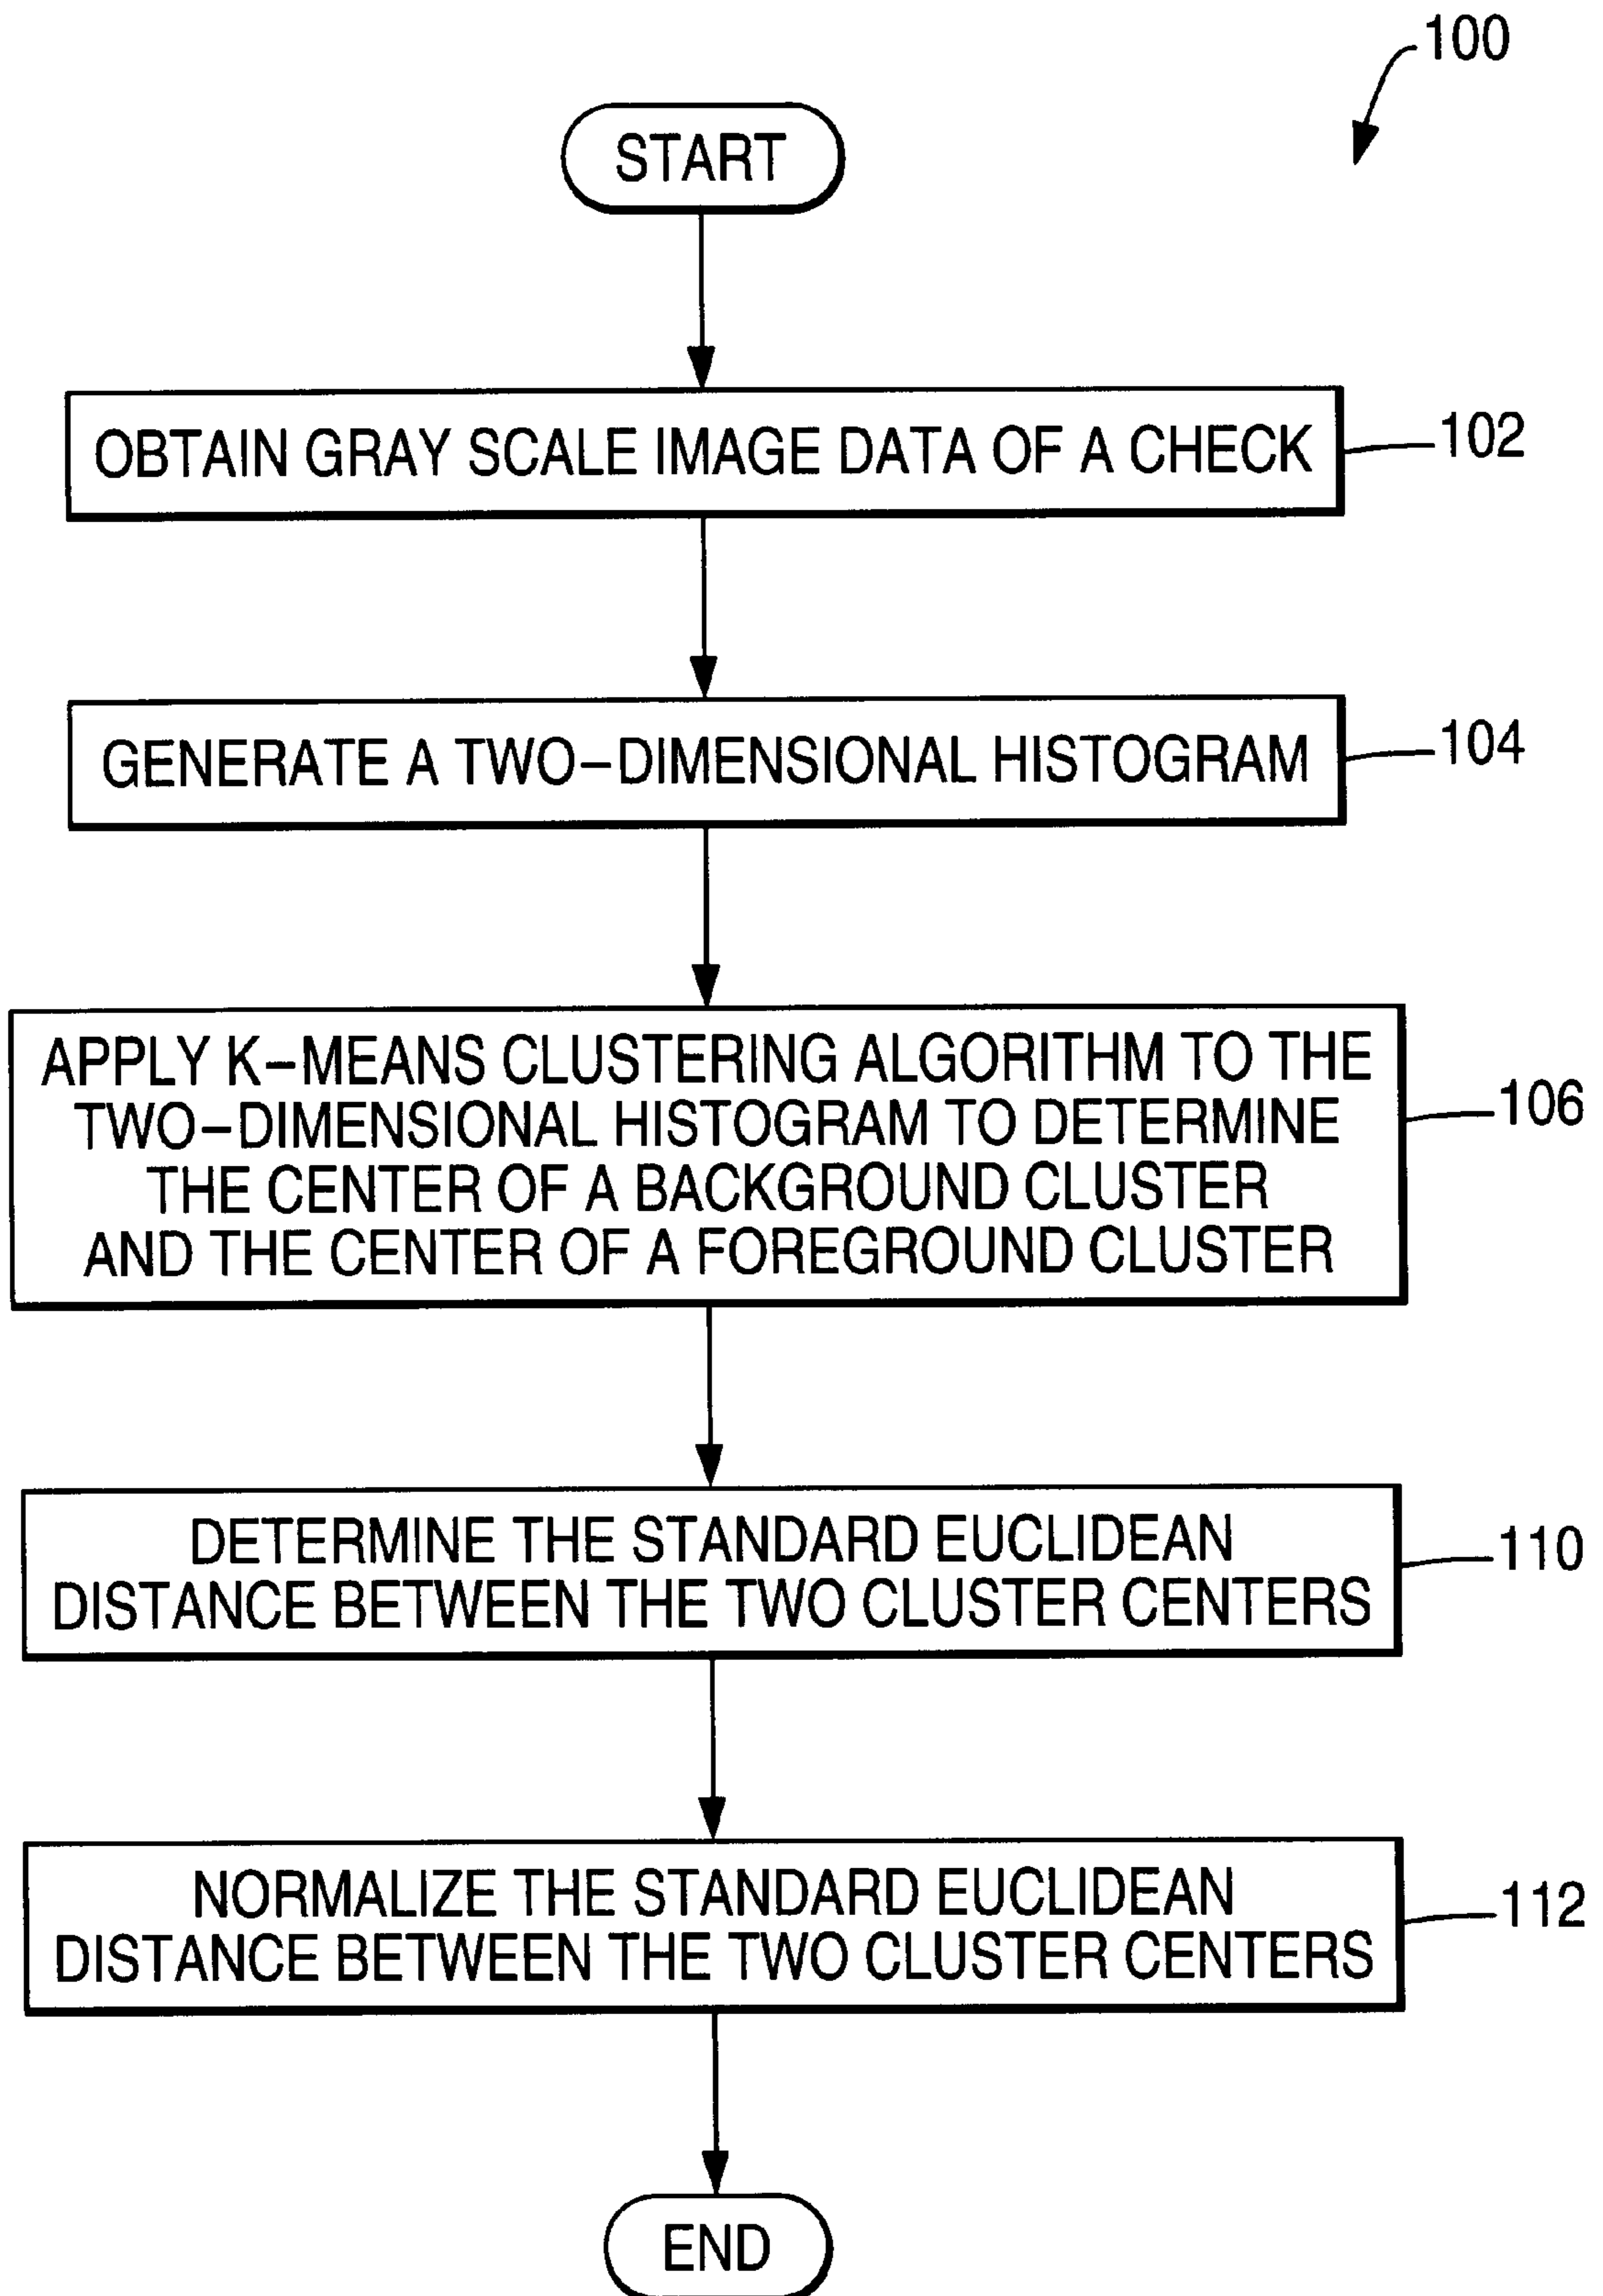 100
START
OBTAIN GRAY SCALE IMAGE DATA OF A CHECK
102
GENERATE A TWO-DIMENSIONAL HISTOGRAM
104
APPLY K-MEANS CLUSTERING ALGORITHM TO THE
TWO-DIMENSIONAL HISTOGRAM TO DETERMINE
THE CENTER OF A BACKGROUND CLUSTER
AND THE CENTER OF A FOREGROUND CLUSTER
106
DETERMINE THE STANDARD EUCLIDEAN
DISTANCE BETWEEN THE TWO CLUSTER CENTERS
110
NORMALIZE THE STANDARD EUCLIDEAN
DISTANCE BETWEEN THE TWO CLUSTER CENTERS
112
END